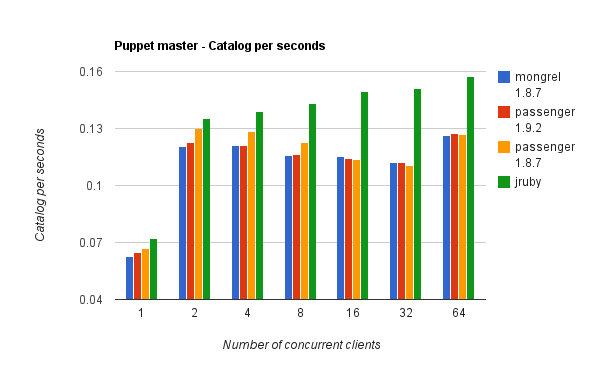 Puppet master - Catalog per seconds
0.16
0.13
0.1
0.07
0.04
Catalog per seconds
1 2 4 8 16 32 64
Number of concurrent clients
mongrel
1.8.7
passenger
1.9.2
passenger
1.8.7
jruby